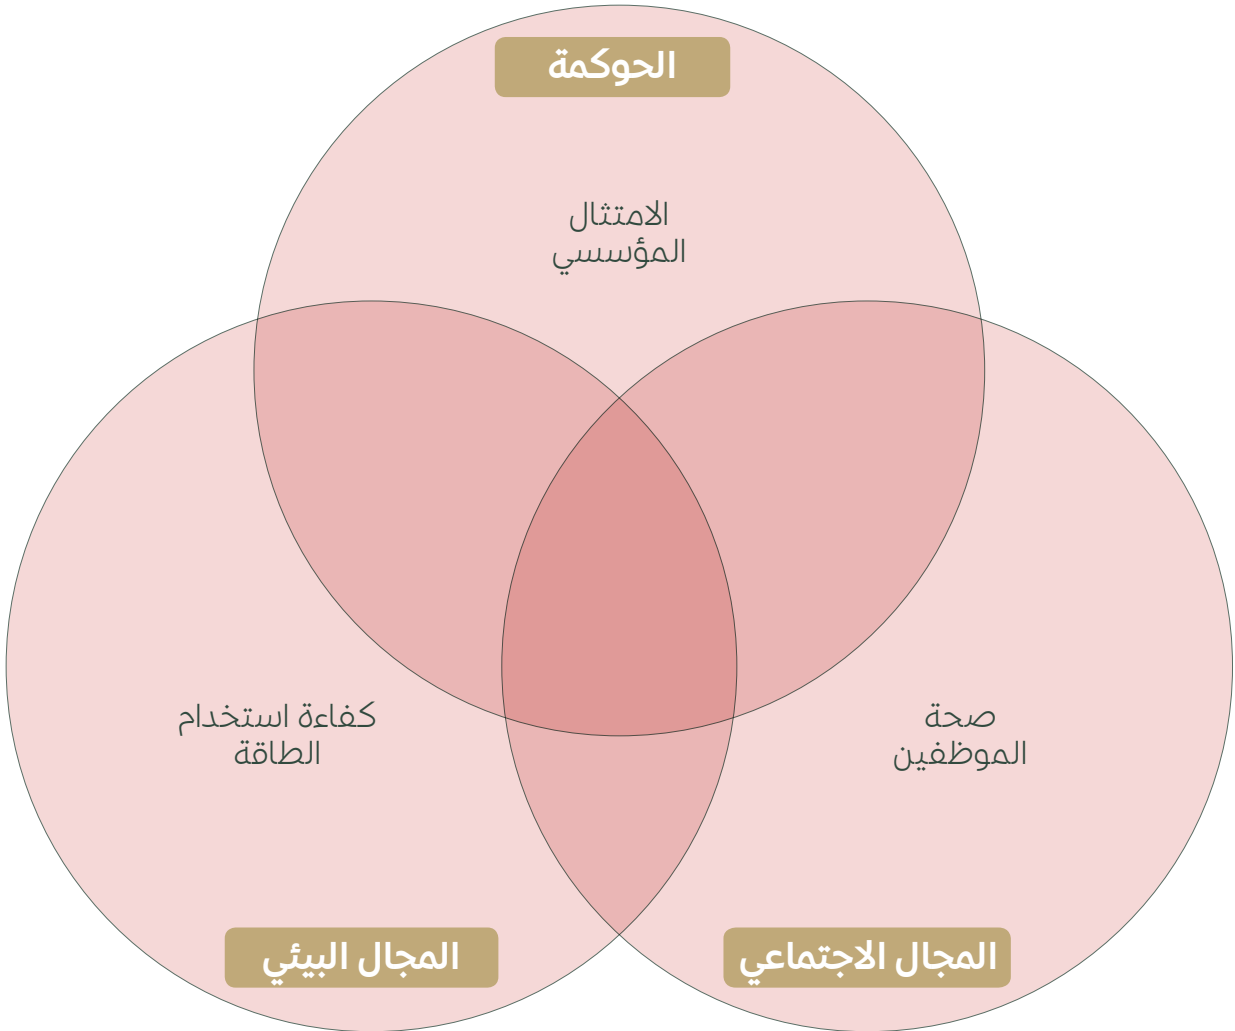 الحوكمة
الامتثال
المؤسسي
صحة
الموظفين
كفاءة استخدام
الطاقة
المجال الاجتماعي
المجال البيئي